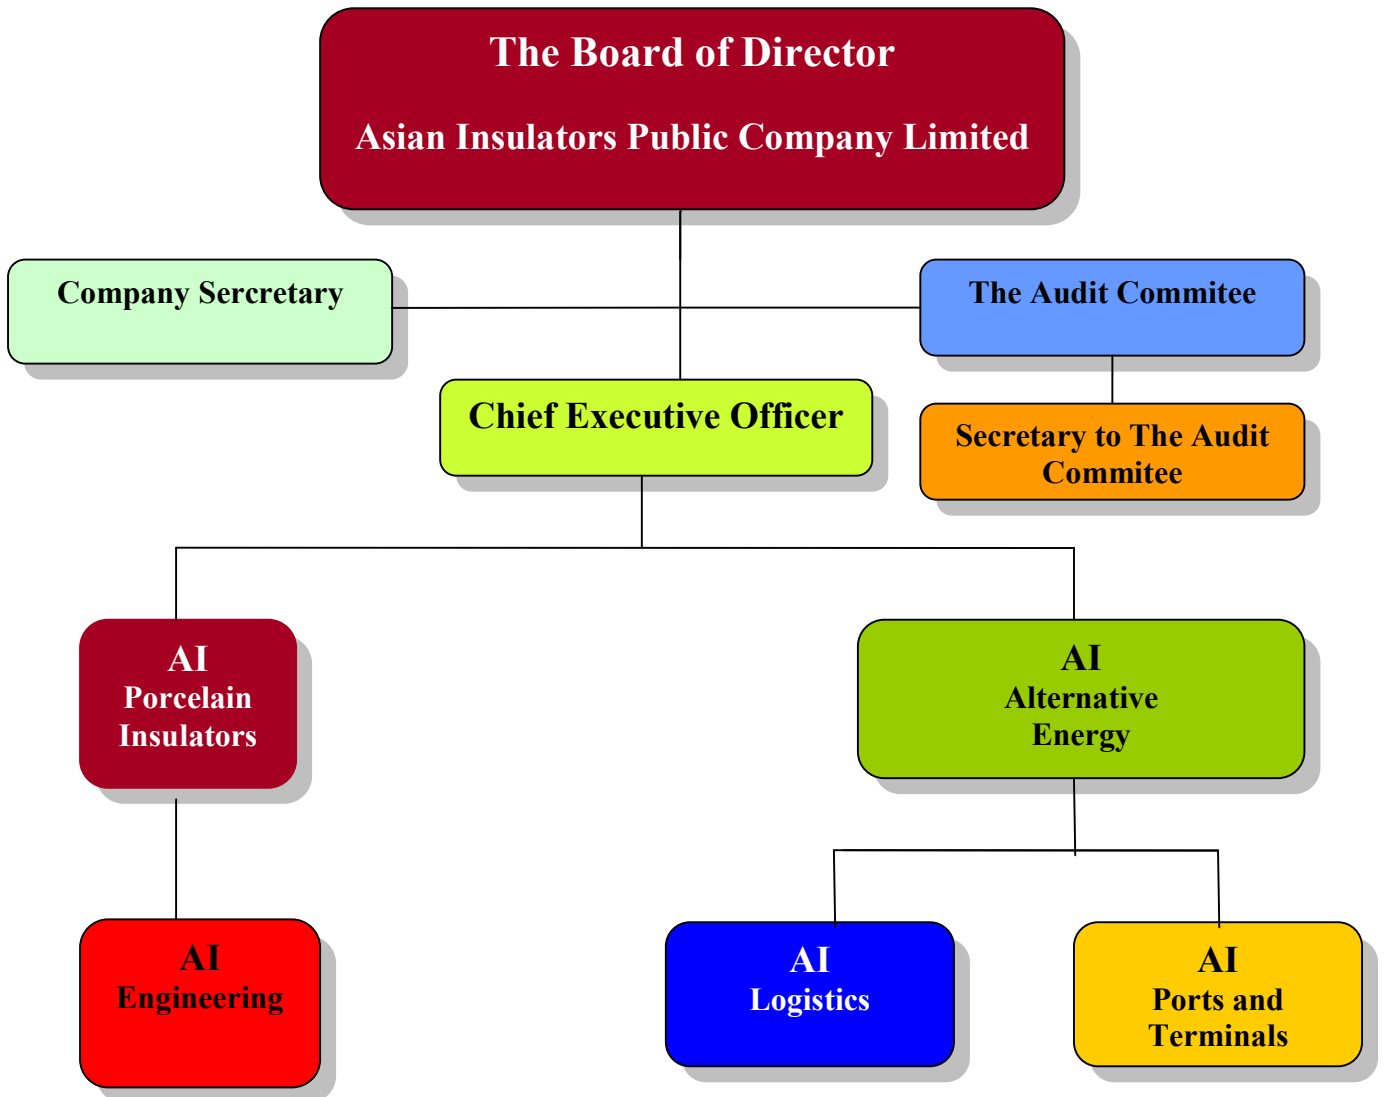 The Board of Director
Asian Insulators Public Company Limited
Company Sercretary
The Audit Commitee
Chief Executive Officer
Secretary to The Audit
Commitee
AI
Porcelain
Insulators
AI
Alternative
Energy
AI
Engineering
AI
Logistics
AI
Ports and
Terminals